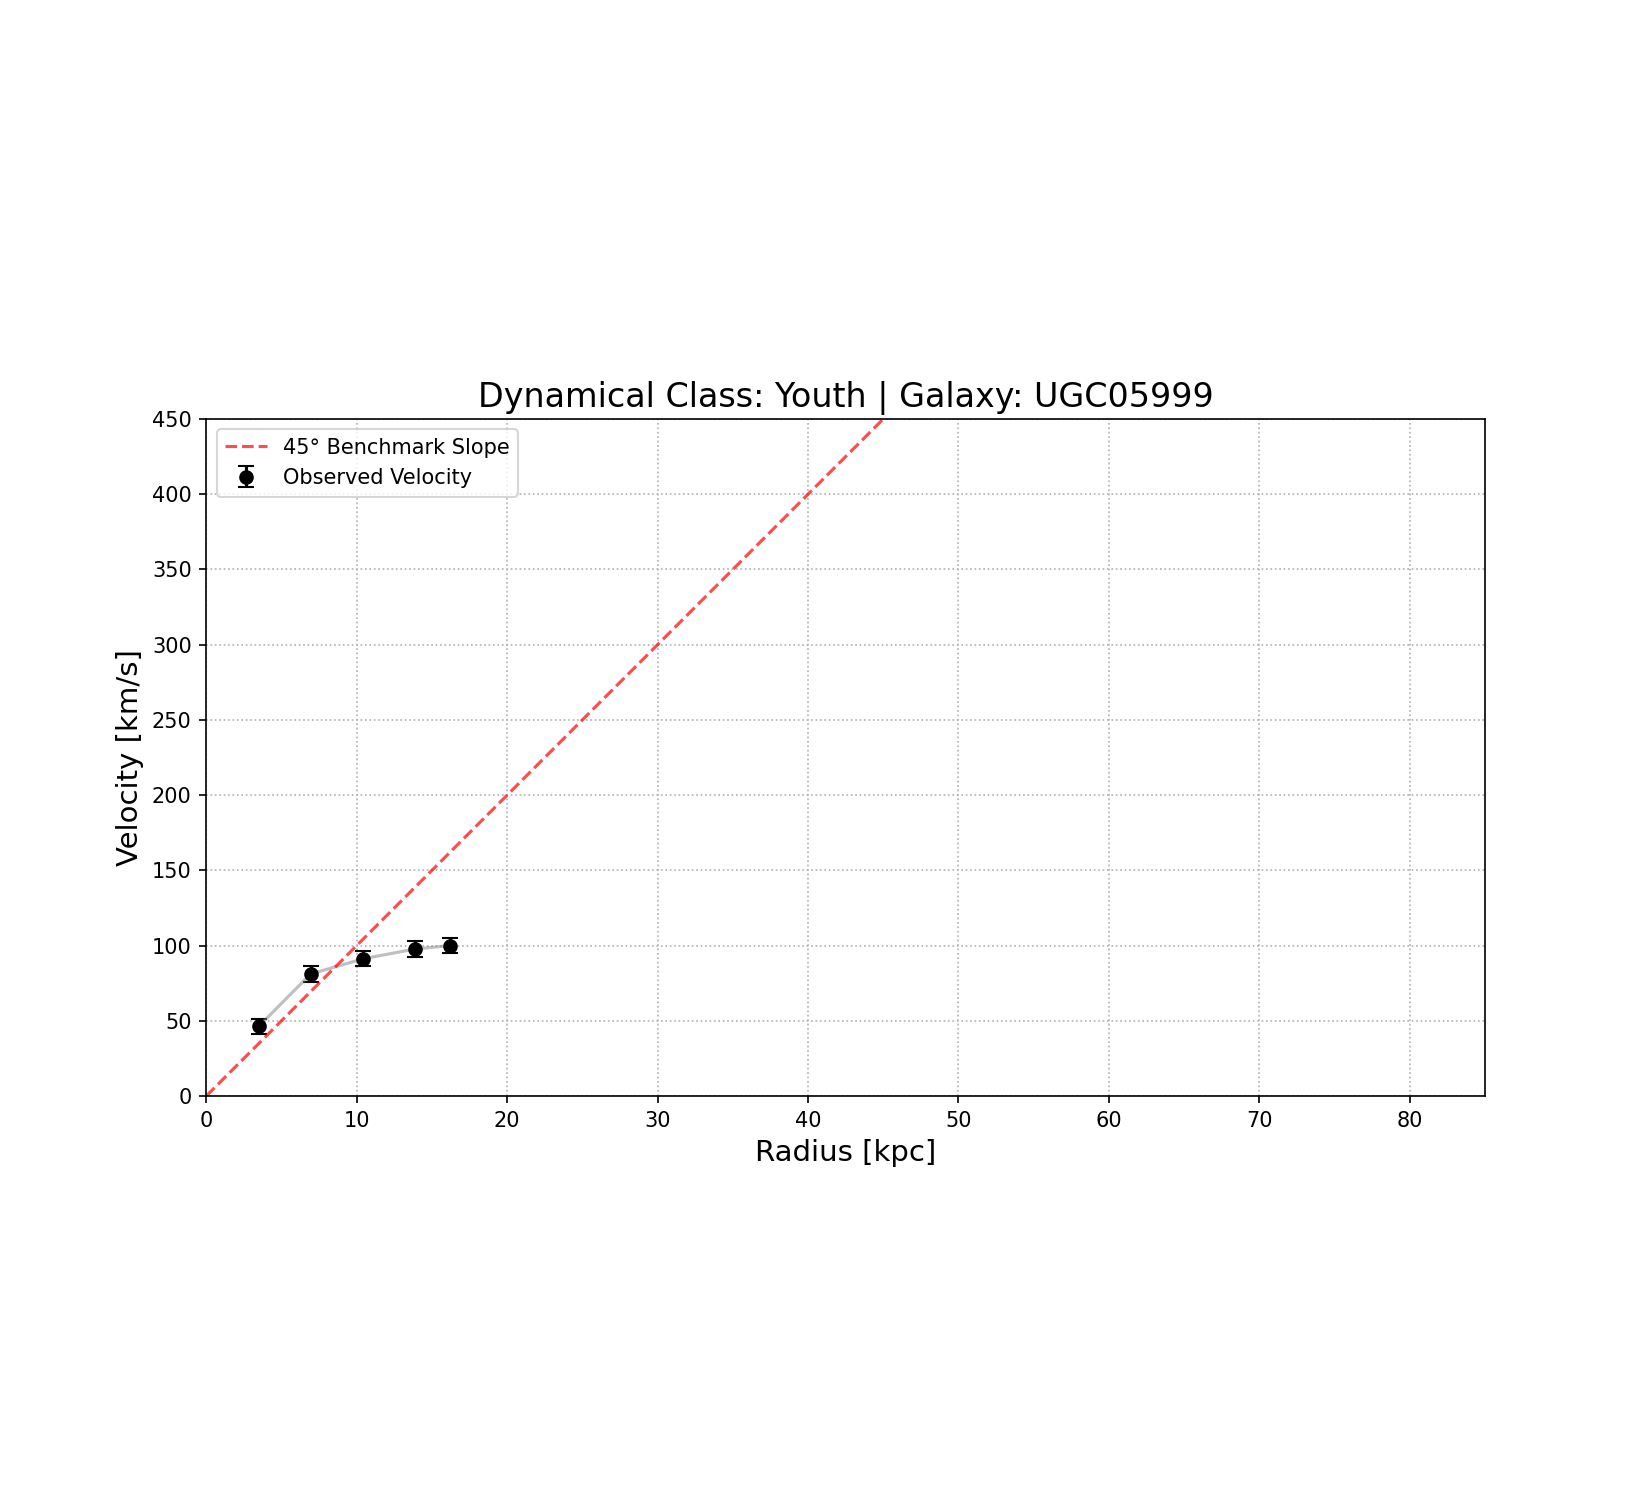 Dynamical Class: Youth | Galaxy: UGC05999
45° Benchmark Slope
Observed Velocity
450
400
350
300
250
200
150
100
50
0
Velocity [km/s]
0 10 20 30 40 50 60 70 80
Radius [kpc]